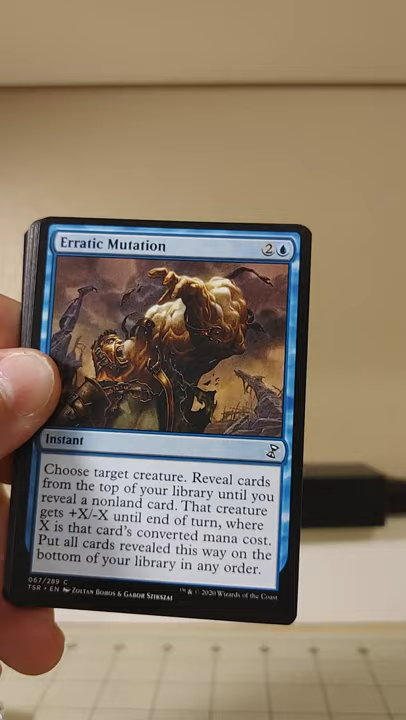 Erratic Mutation 2
Instant
Choose target creature. Reveal cards
from the top of your library until you
reveal a nonland card. That creature
gets +X/-X until end of turn, where
X is that card's converted mana cost.
Put all cards revealed this way on the
bottom of your library in any order.
067/289 C
TSR • EN Zoltan Boros & Gabor Szikszai
™ & © 2020 Wizards of the Coast